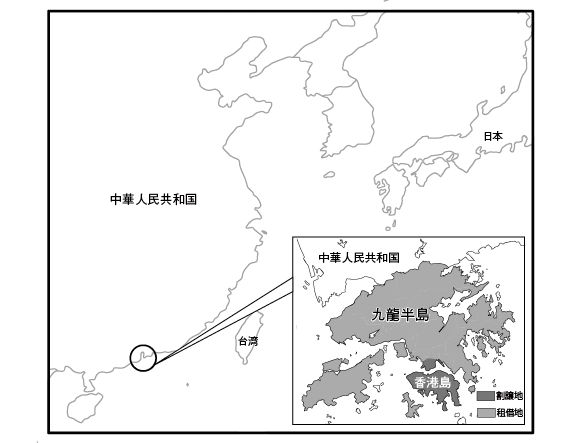 日本
中華人民共和国
中華人民共和国
九龍半島
台湾
香港島
割譲地
租借地